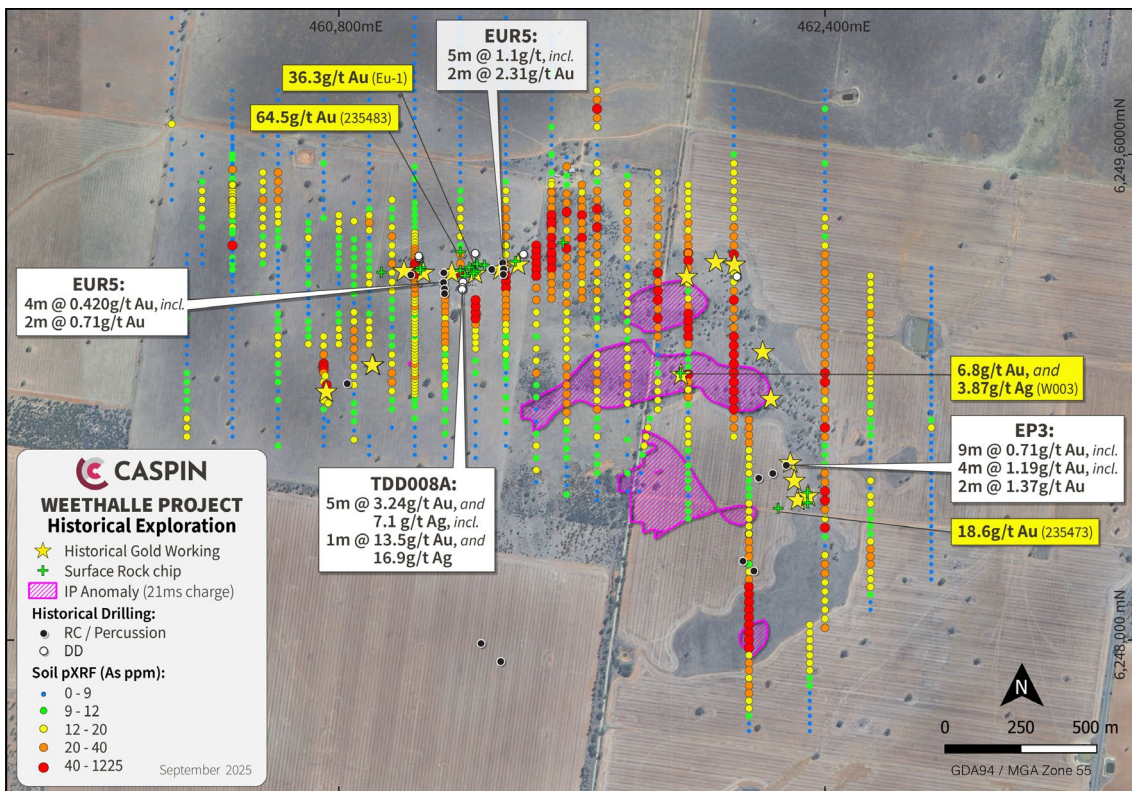 460,800mE
462,400mE
EUR5:
5m @ 1.1g/t, incl.
2m @ 2.31g/t Au
36.3g/t Au (Eu-1)
64.5g/t Au (235483)
6,249,6000mN
EUR5:
4m @ 0.420g/t Au, incl.
2m @ 0.71g/t Au
6.8g/t Au, and
3.87g/t Ag (W003)
EP3:
9m @ 0.71g/t Au, incl.
4m @ 1.19g/t Au, incl.
2m @ 1.37g/t Au
TDD008A:
5m @ 3.24g/t Au, and
7.1 g/t Ag, incl.
1m @ 13.5g/t Au, and
16.9g/t Ag
18.6g/t Au (235473)
6,248,000 mN
CASPIN
WEETHALLE PROJECT
Historical Exploration
Historical Gold Working
Surface Rock chip
IP Anomaly (21ms charge)
Historical Drilling:
RC / Percussion
DD
Soil pXRF (As ppm):
0 - 9
9 - 12
12 - 20
20 - 40
40 - 1225
September 2025
N
0 250 500 m
GDA94 / MGA Zone 55